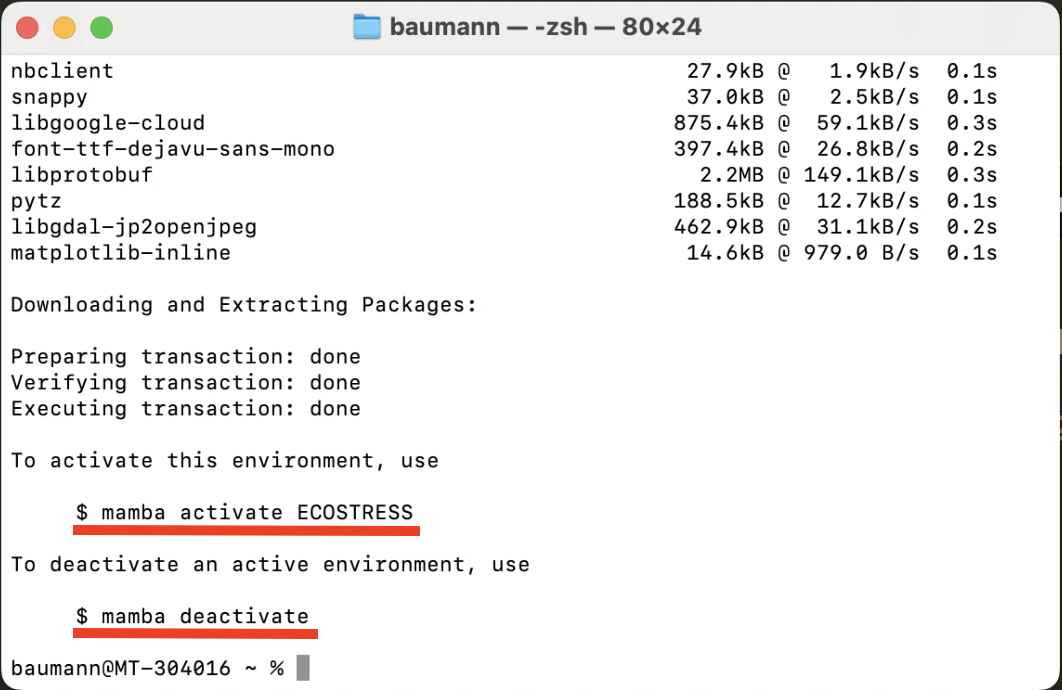 baumann — -zsh — 80×24
nbclient 27.9kB @ 1.9kB/s 0.1s
snappy 37.0kB @ 2.5kB/s 0.1s
libgoogle-cloud 875.4kB @ 59.1kB/s 0.3s
font-ttf-dejavu-sans-mono 397.4kB @ 26.8kB/s 0.2s
libprotobuf 2.2MB @ 149.1kB/s 0.3s
pytz 188.5kB @ 12.7kB/s 0.1s
libgdal-jp2openjpeg 462.9kB @ 31.1kB/s 0.2s
matplotlib-inline 14.6kB @ 979.0 B/s 0.1s
Downloading and Extracting Packages:
Preparing transaction: done
Verifying transaction: done
Executing transaction: done
To activate this environment, use
$ mamba activate ECOSTRESS
To deactivate an active environment, use
$ mamba deactivate
baumann@MT-304016 ~ %